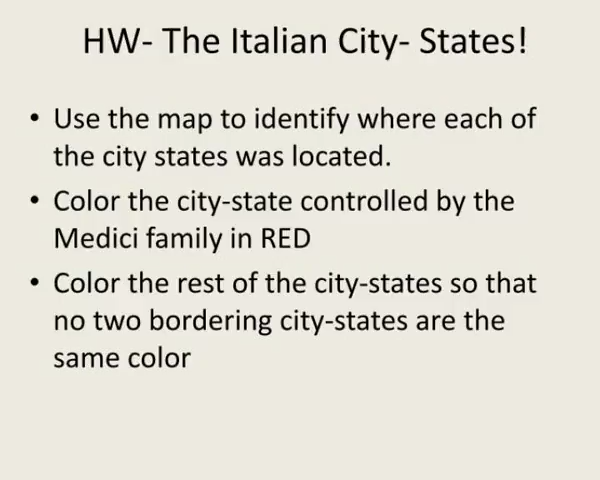 HW- The Italian City- States!
• Use the map to identify where each of
the city states was located.
• Color the city-state controlled by the
Medici family in RED
• Color the rest of the city-states so that
no two bordering city-states are the
same color